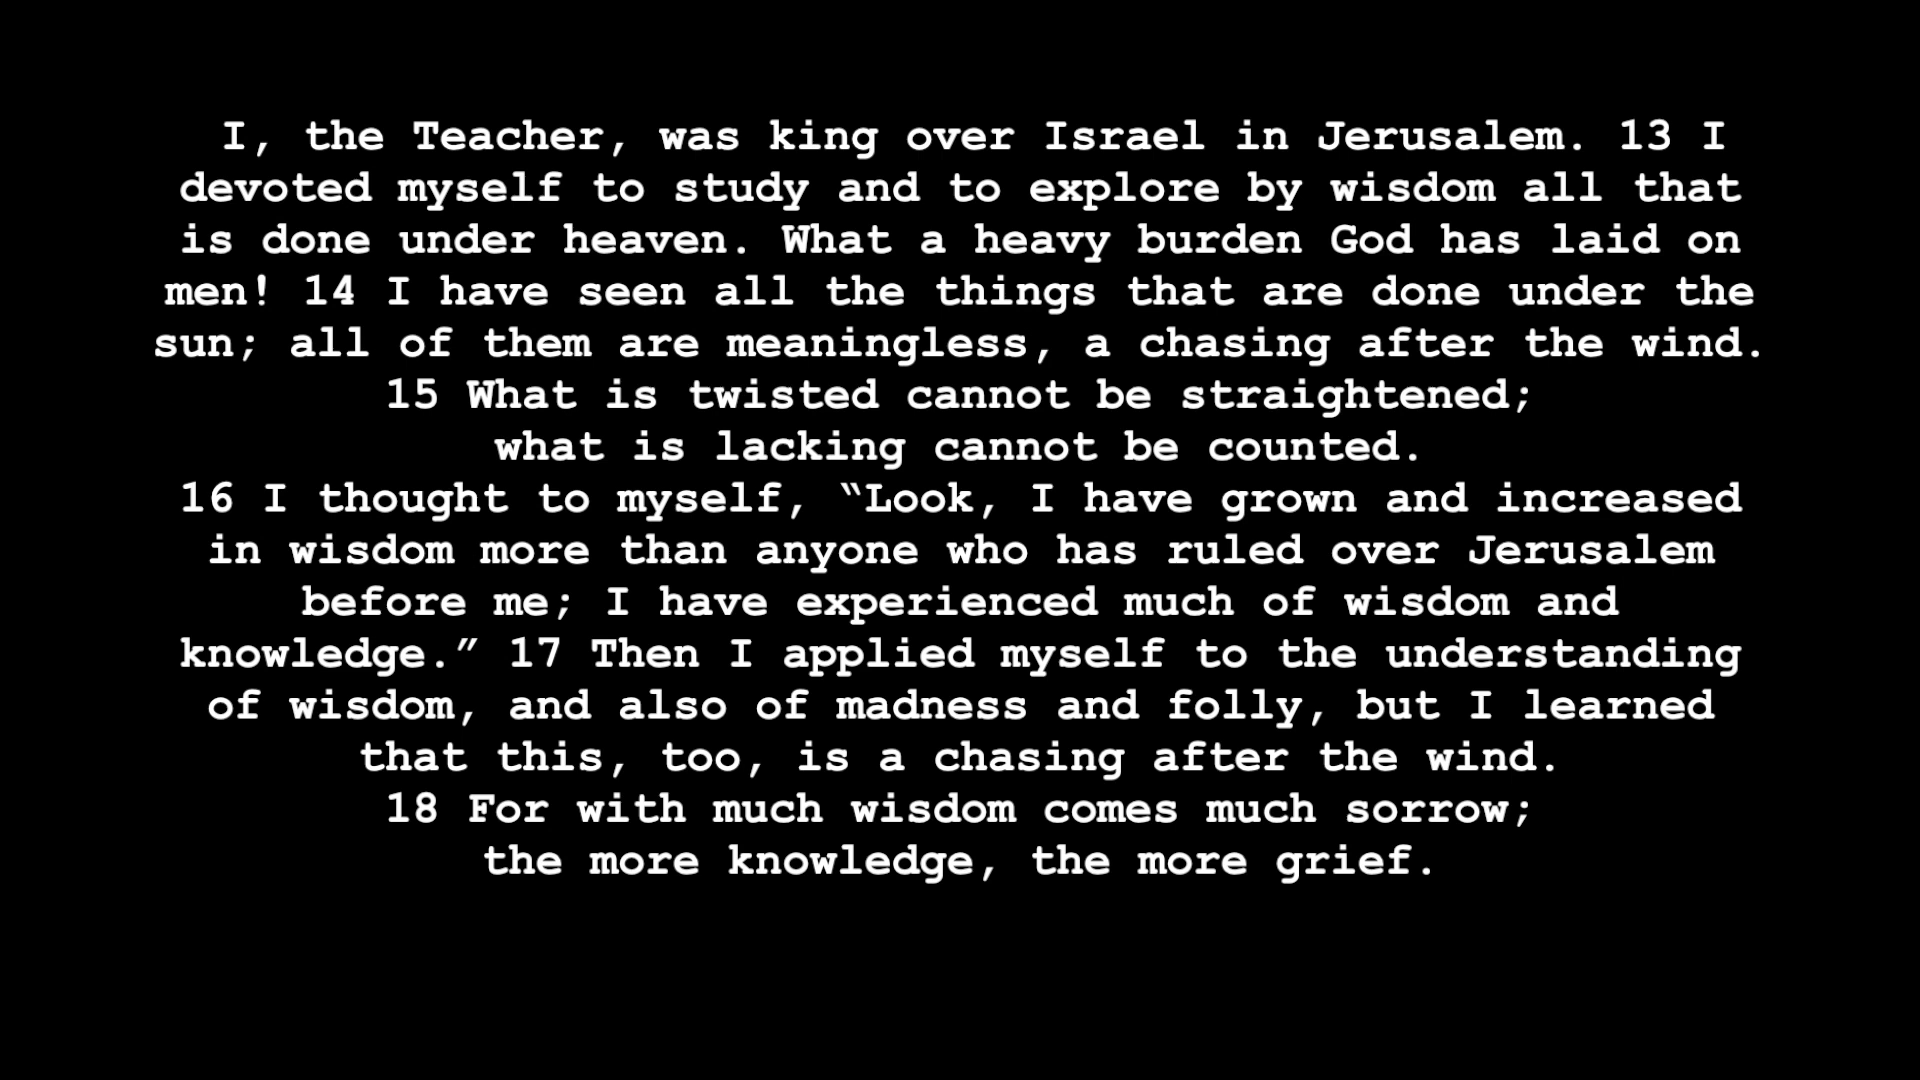 I, the Teacher, was king over Israel in Jerusalem. 13 I
devoted myself to study and to explore by wisdom all that
is done under heaven. What a heavy burden God has laid on
men! 14 I have seen all the things that are done under the
sun; all of them are meaningless, a chasing after the wind.
15 What is twisted cannot be straightened;
what is lacking cannot be counted.
16 I thought to myself, “Look, I have grown and increased
in wisdom more than anyone who has ruled over Jerusalem
before me; I have experienced much of wisdom and
knowledge.” 17 Then I applied myself to the understanding
of wisdom, and also of madness and folly, but I learned
that this, too, is a chasing after the wind.
18 For with much wisdom comes much sorrow;
the more knowledge, the more grief.